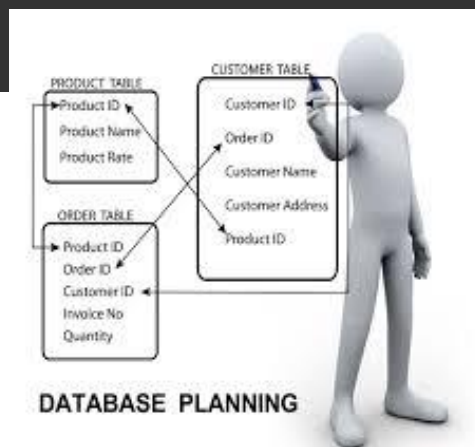 PRODUCT TABLE
Product ID
Product Name
Product Rate
CUSTOMER TABLE
Customer ID
Order ID
Customer Name
Customer Address
Product ID
ORDER TABLE
Product ID
Order ID
Customer ID
Invoice No
Quantity
DATABASE PLANNING